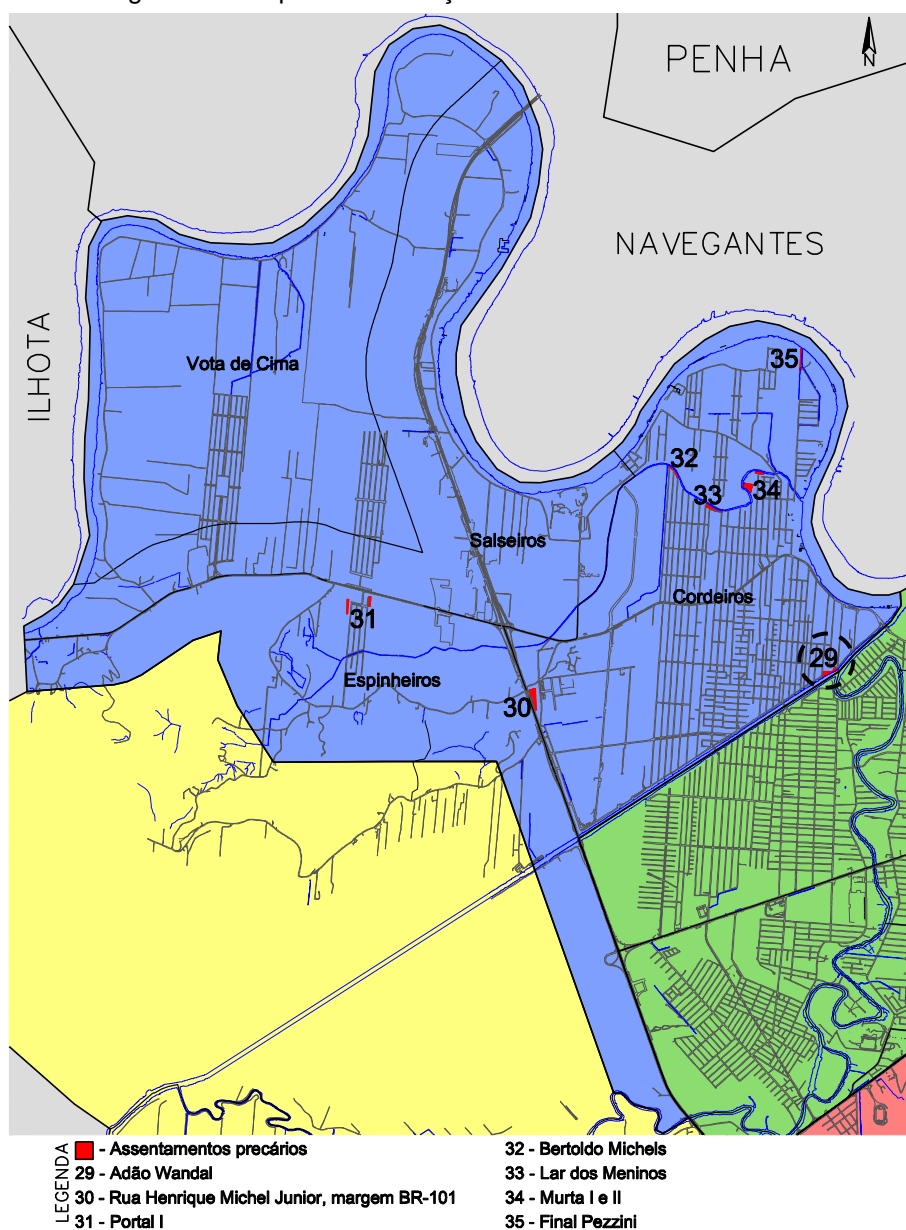 PENHA
N
NAVEGANTES
ILHOTA
Vota de Cima
35
32
33
34
Salseiros
Cordeiros
31
29
Espinheiros
30
LEGENDA
- Assentamentos precários
29 - Adão Wandal
30 - Rua Henrique Michel Junior, margem BR-101
31 - Portal I
32 - Bertoldo Michels
33 - Lar dos Meninos
34 - Murta I e II
35 - Final Pezzini